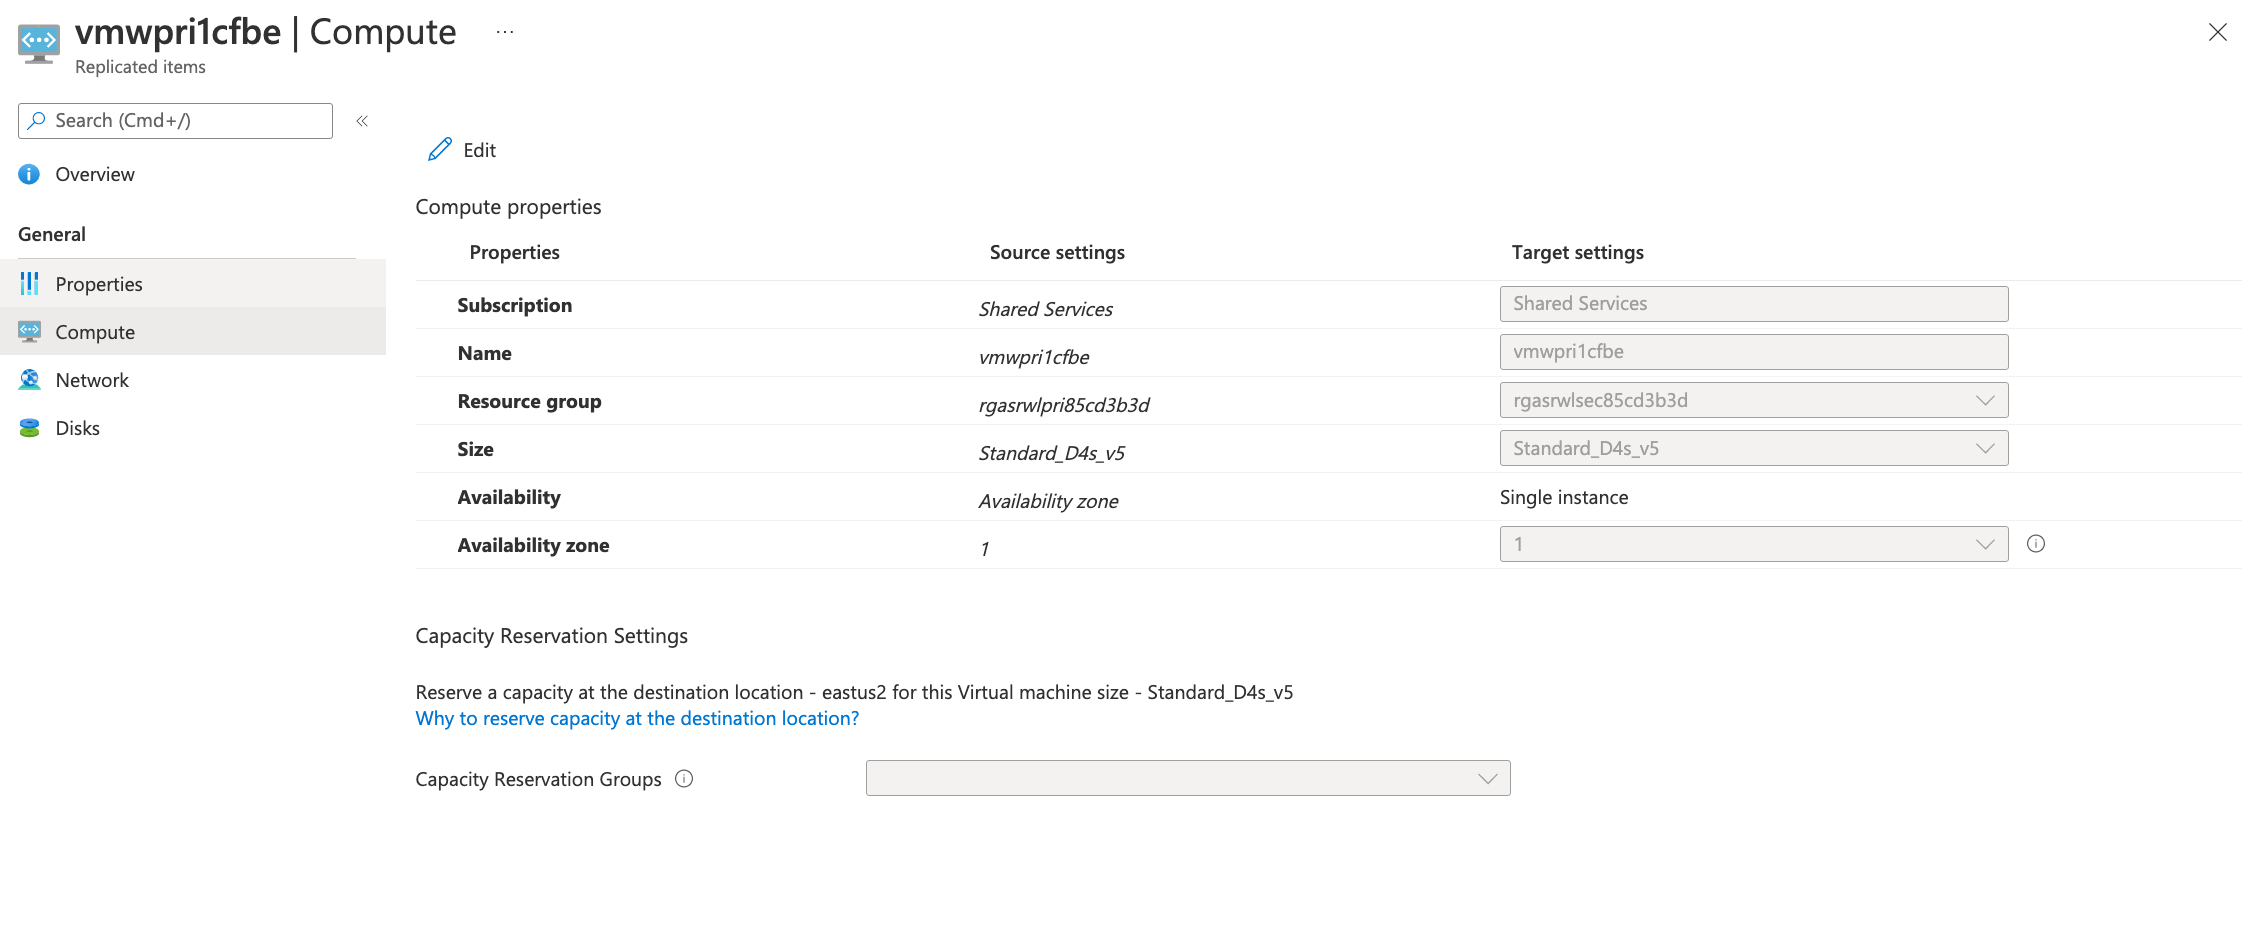 vmwpri1cfbe | Compute ...
Replicated items
Search (Cmd+/)
«
Overview
General
Properties
Compute
Network
Disks
Edit
Compute properties
Properties Source settings Target settings
Subscription Shared Services Shared Services
Name vmwpri1cfbe vmwpri1cfbe
Resource group rgasrwlpri85cd3b3d rgasrwlsec85cd3b3d
Size Standard_D4s_v5 Standard_D4s_v5
Availability Availability zone Single instance
Availability zone 1 1
Capacity Reservation Settings
Reserve a capacity at the destination location - eastus2 for this Virtual machine size - Standard_D4s_v5
Why to reserve capacity at the destination location?
Capacity Reservation Groups